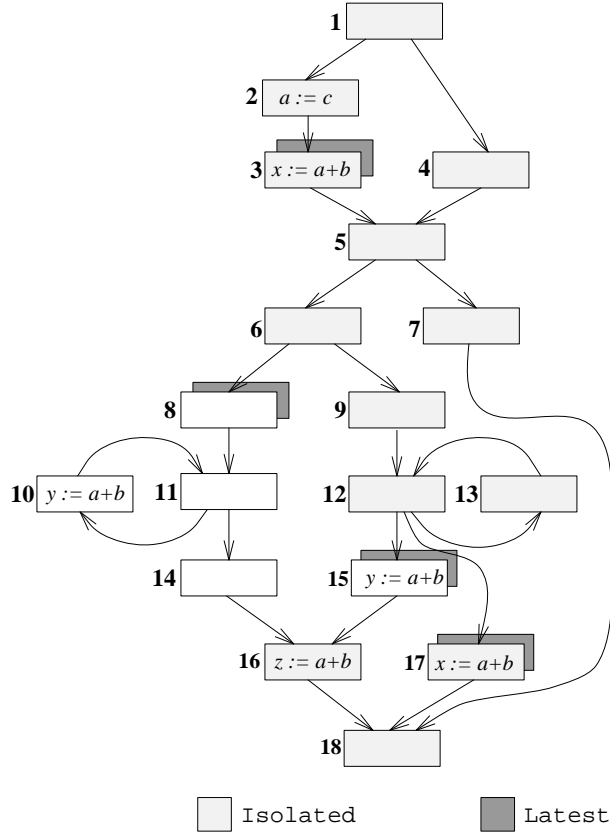 1
2 a := c
3 x := a+b
4
5
6
7
8
9
10 y := a+b
11
12
13
14
15 y := a+b
16 z := a+b
17 x := a+b
18
Isolated
Latest